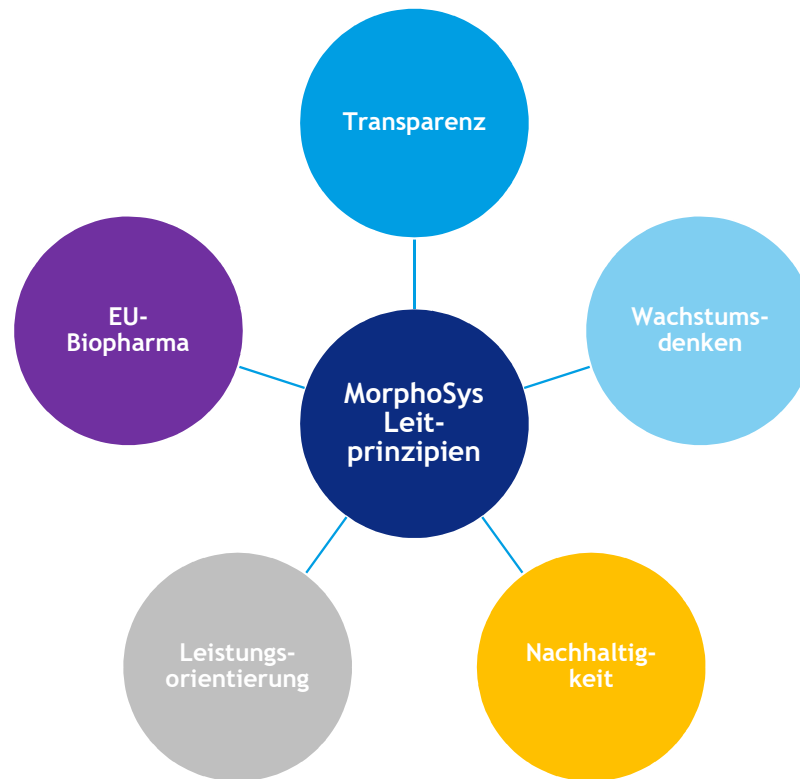 Transparenz
EU-
Biopharma
Wachstums-
denken
MorphoSys
Leit-
prinzipien
Leistungs-
orientierung
Nachhaltig-
keit